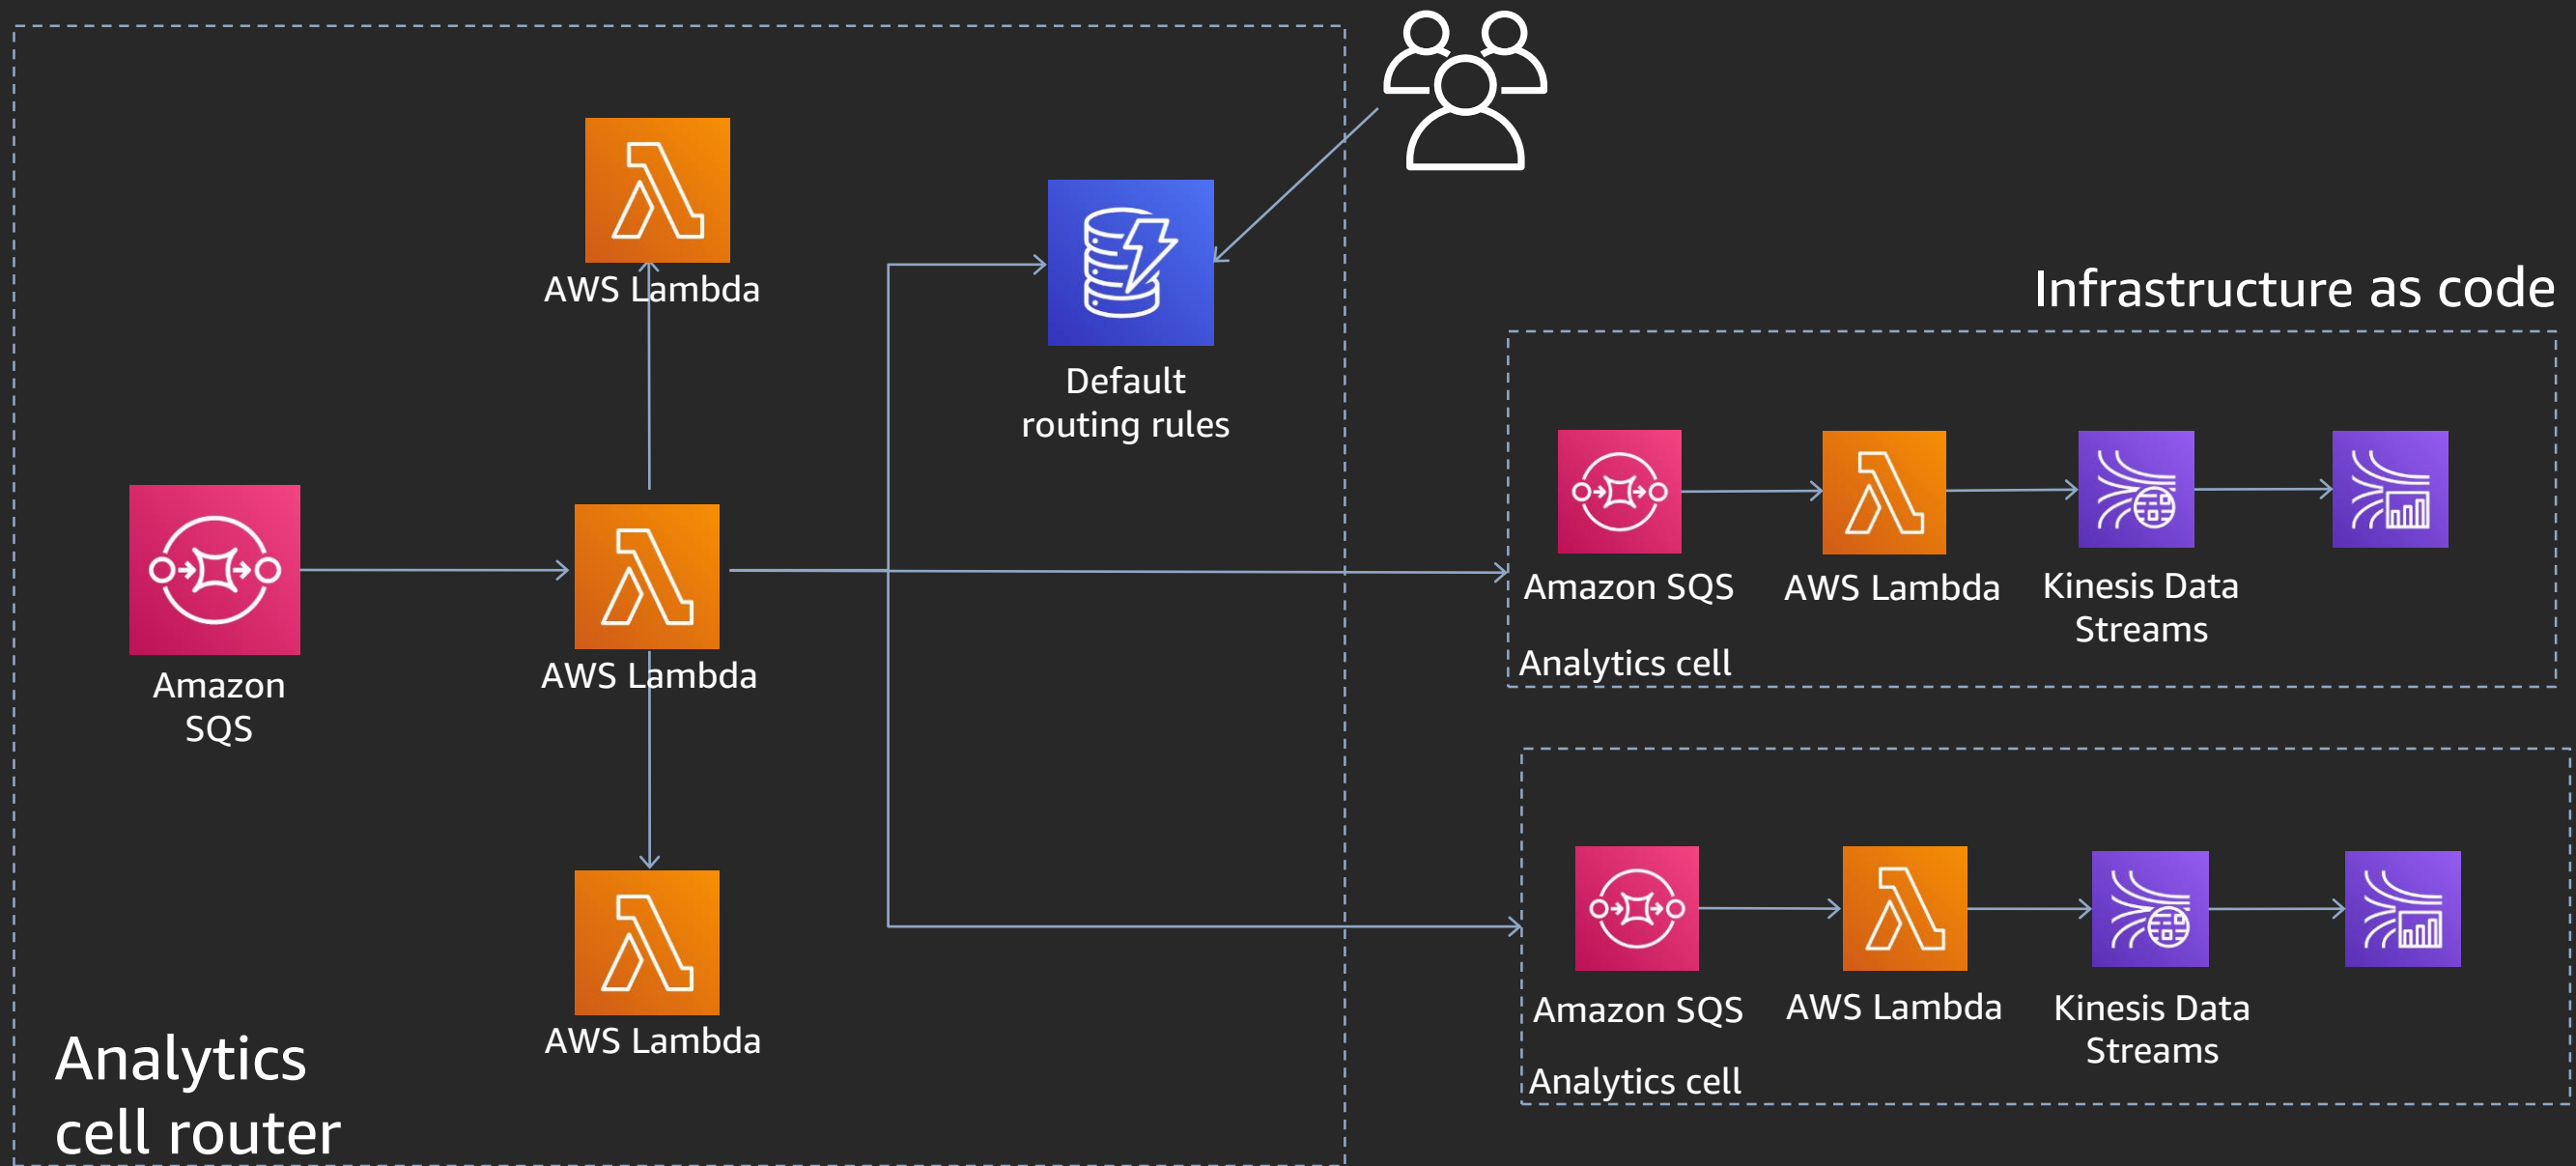 AWS Lambda
Default
routing rules
Infrastructure as code
Amazon
SQS
AWS Lambda
AWS Lambda
Analytics
cell router
Amazon SQS
AWS Lambda
Kinesis Data
Streams
Analytics cell
Amazon SQS
AWS Lambda
Kinesis Data
Streams
Analytics cell